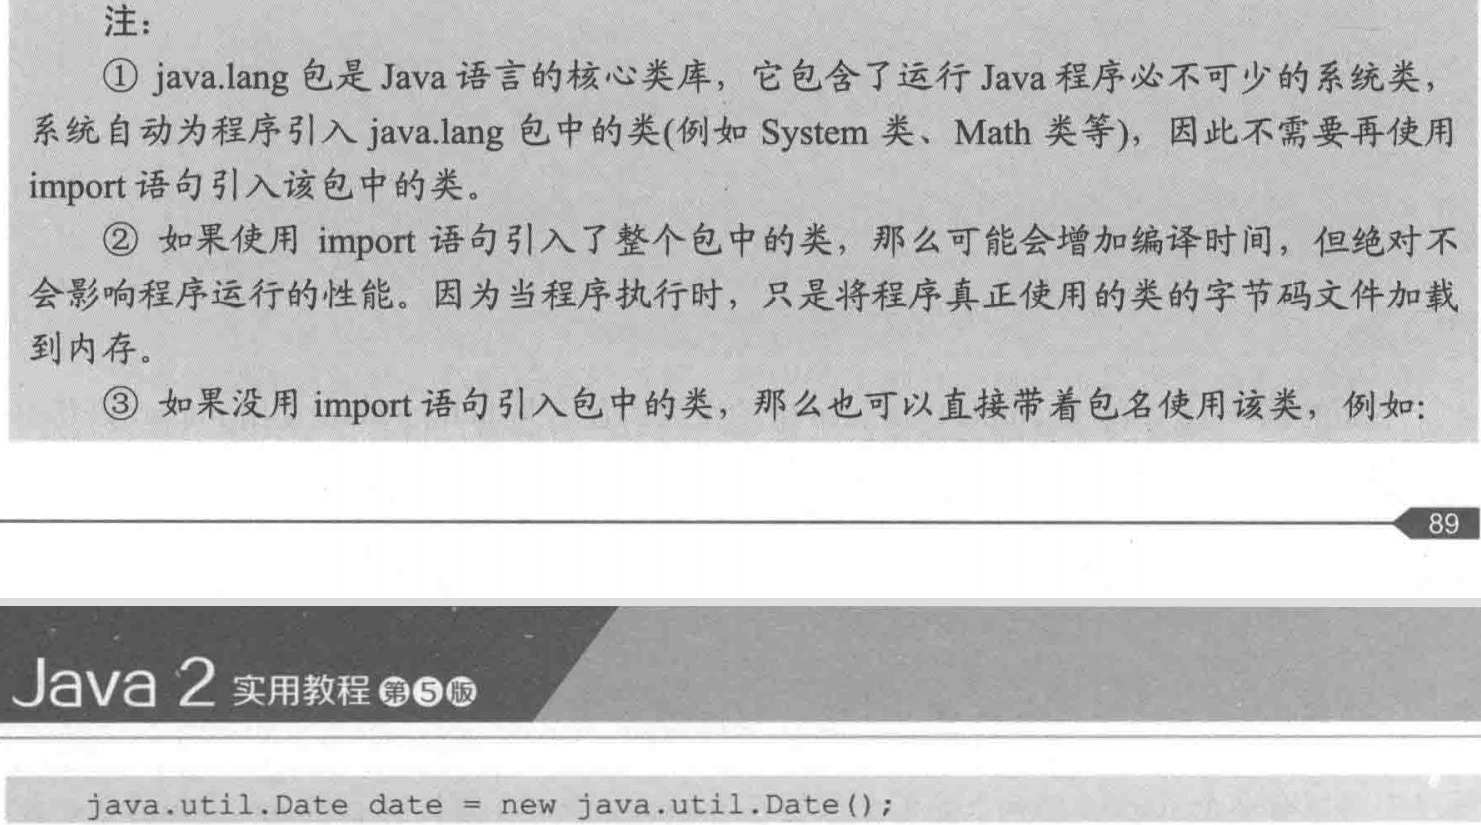 注：
① java.lang 包是 Java 语言的核心类库，它包含了运行 Java 程序必不可少的系统类，
系统自动为程序引入 java.lang 包中的类(例如 System 类、Math 类等)，因此不需要再使用
import 语句引入该包中的类。
② 如果使用 import 语句引入了整个包中的类，那么可能会增加编译时间，但绝对不
会影响程序运行的性能。因为当程序执行时，只是将程序真正使用的类的字节码文件加载
到内存。
③ 如果没用 import 语句引入包中的类，那么也可以直接带着包名使用该类，例如：
89
Java 2 实用教程 第5版
java.util.Date date = new java.util.Date();